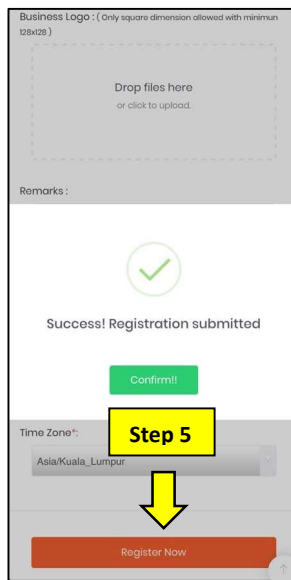 Business Logo : ( Only square dimension allowed with minimun
128x128 )
Drop files here
or click to upload.
Remarks :
Success! Registration submitted
Confirm!!
Time Zone*:
Step 5
Asia/Kuala_Lumpur
Register Now